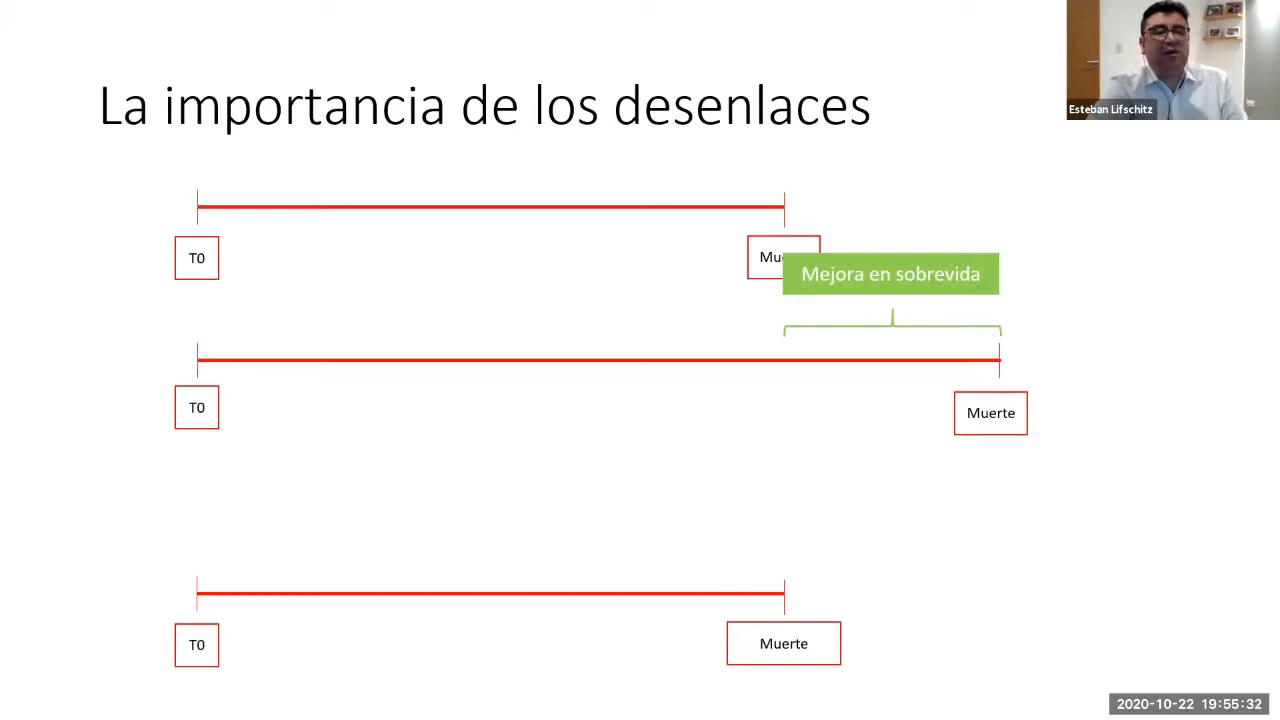 La importancia de los desenlaces
Esteban Lifschitz
T0
Mejora en sobrevida
T0
Muerte
T0
Muerte
2020-10-22 19:55:32